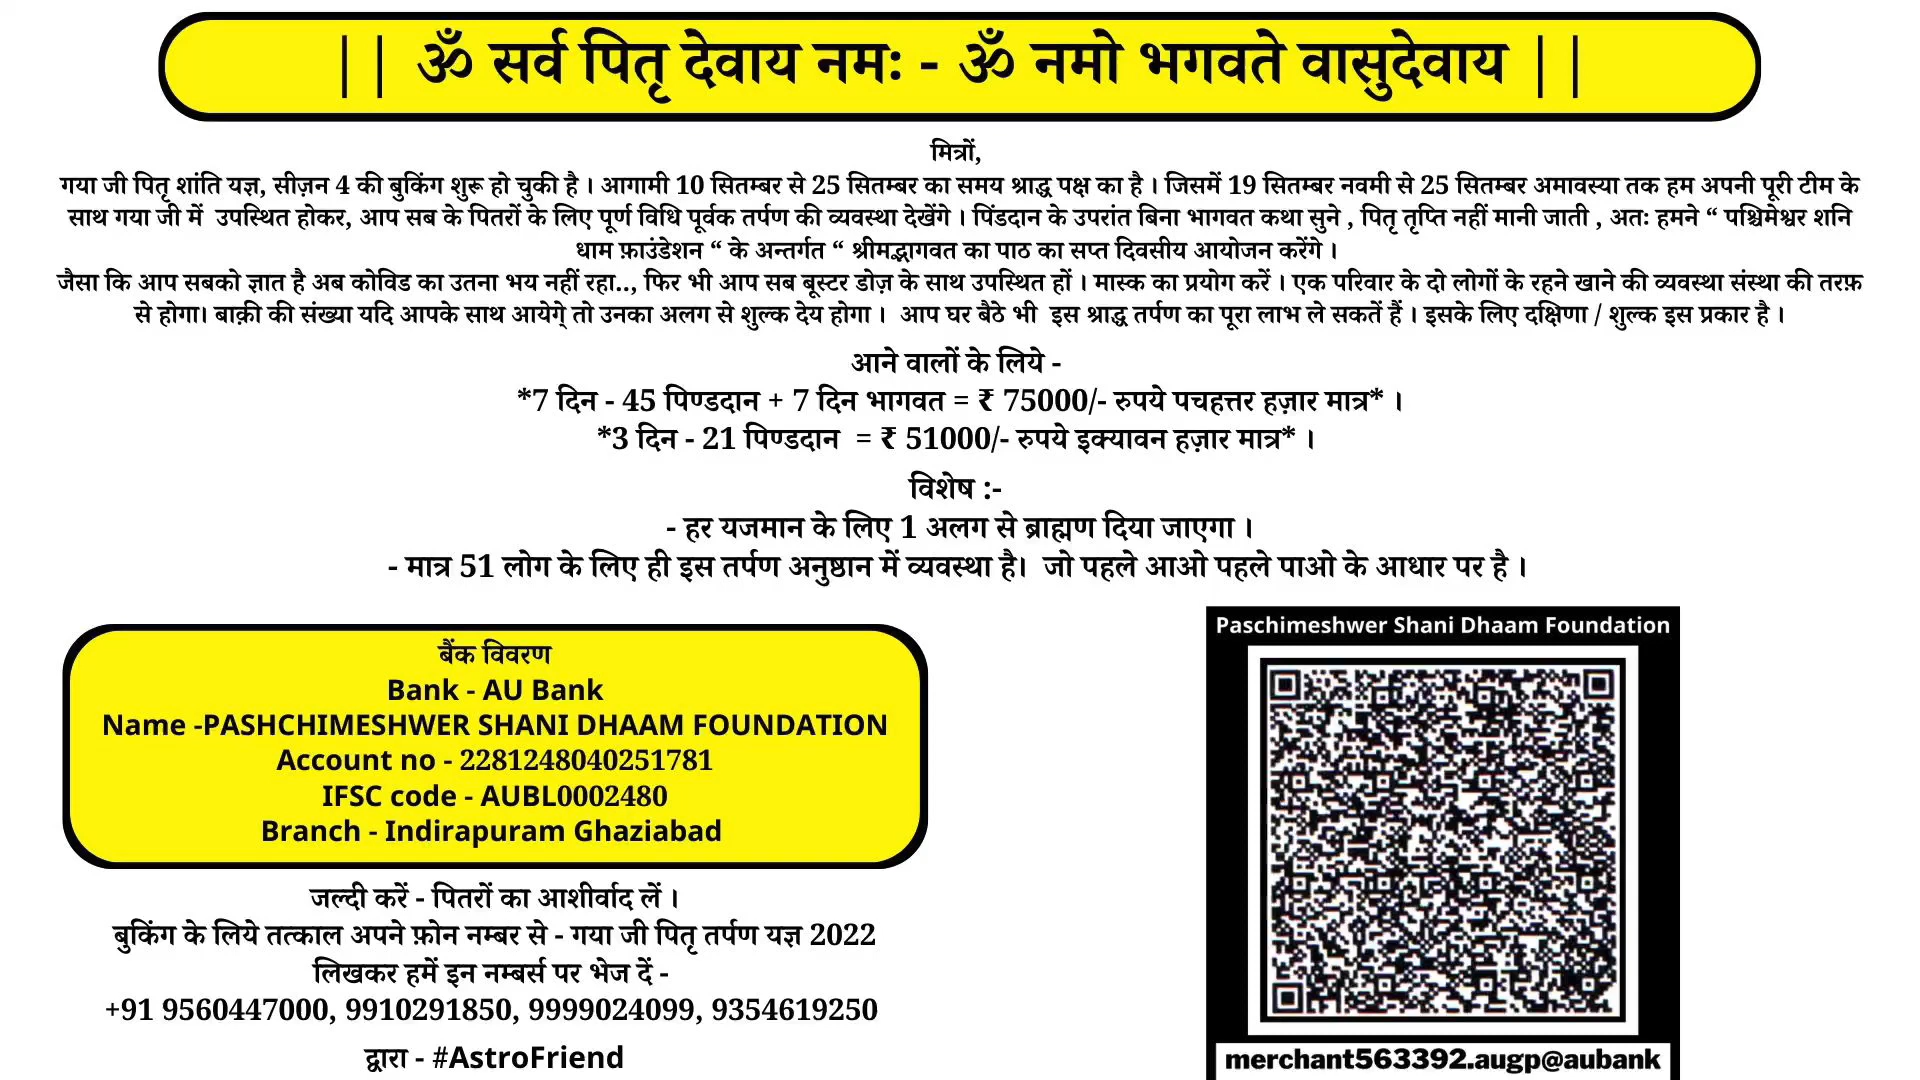 || ॐ सर्व पितृ देवाय नमः - ॐ नमो भगवते वासुदेवाय ||
मित्रों,
गया जी पितृ शांति यज्ञ, सीज़न 4 की बुकिंग शुरू हो चुकी है । आगामी 10 सितम्बर से 25 सितम्बर का समय श्राद्ध पक्ष का है । जिसमें 19 सितम्बर नवमी से 25 सितम्बर अमावस्या तक हम अपनी पूरी टीम के
साथ गया जी में उपस्थित होकर, आप सब के पितरों के लिए पूर्ण विधि पूर्वक तर्पण की व्यवस्था देखेंगे । पिंडदान के उपरांत बिना भागवत कथा सुने , पितृ तृप्ति नहीं मानी जाती , अतः हमने “ पश्चिमेश्वर शनि
धाम फ़ाउंडेशन “ के अन्तर्गत “ श्रीमद्भागवत का पाठ का सप्त दिवसीय आयोजन करेंगे ।
जैसा कि आप सबको ज्ञात है अब कोविड का उतना भय नहीं रहा.., फिर भी आप सब बूस्टर डोज़ के साथ उपस्थित हों । मास्क का प्रयोग करें । एक परिवार के दो लोगों के रहने खाने की व्यवस्था संस्था की तरफ़
से होगा। बाक़ी की संख्या यदि आपके साथ आयेगे् तो उनका अलग से शुल्क देय होगा । आप घर बैठे भी इस श्राद्ध तर्पण का पूरा लाभ ले सकतें हैं । इसके लिए दक्षिणा / शुल्क इस प्रकार है ।
आने वालों के लिये -
*7 दिन - 45 पिण्डदान + 7 दिन भागवत = ₹ 75000/- रुपये पचहत्तर हज़ार मात्र* ।
*3 दिन - 21 पिण्डदान = ₹ 51000/- रुपये इक्यावन हज़ार मात्र* ।
विशेष :-
- हर यजमान के लिए 1 अलग से ब्राह्मण दिया जाएगा ।
- मात्र 51 लोग के लिए ही इस तर्पण अनुष्ठान में व्यवस्था है। जो पहले आओ पहले पाओ के आधार पर है ।
बैंक विवरण
Bank - AU Bank
Name -PASHCHIMESHWER SHANI DHAAM FOUNDATION
Account no - 2281248040251781
IFSC code - AUBL0002480
Branch - Indirapuram Ghaziabad
जल्दी करें - पितरों का आशीर्वाद लें ।
बुकिंग के लिये तत्काल अपने फ़ोन नम्बर से - गया जी पितृ तर्पण यज्ञ 2022
लिखकर हमें इन नम्बर्स पर भेज दें -
+91 9560447000, 9910291850, 9999024099, 9354619250
द्वारा - #AstroFriend
Paschimeshwer Shani Dhaam Foundation
merchant563392.augp@aubank